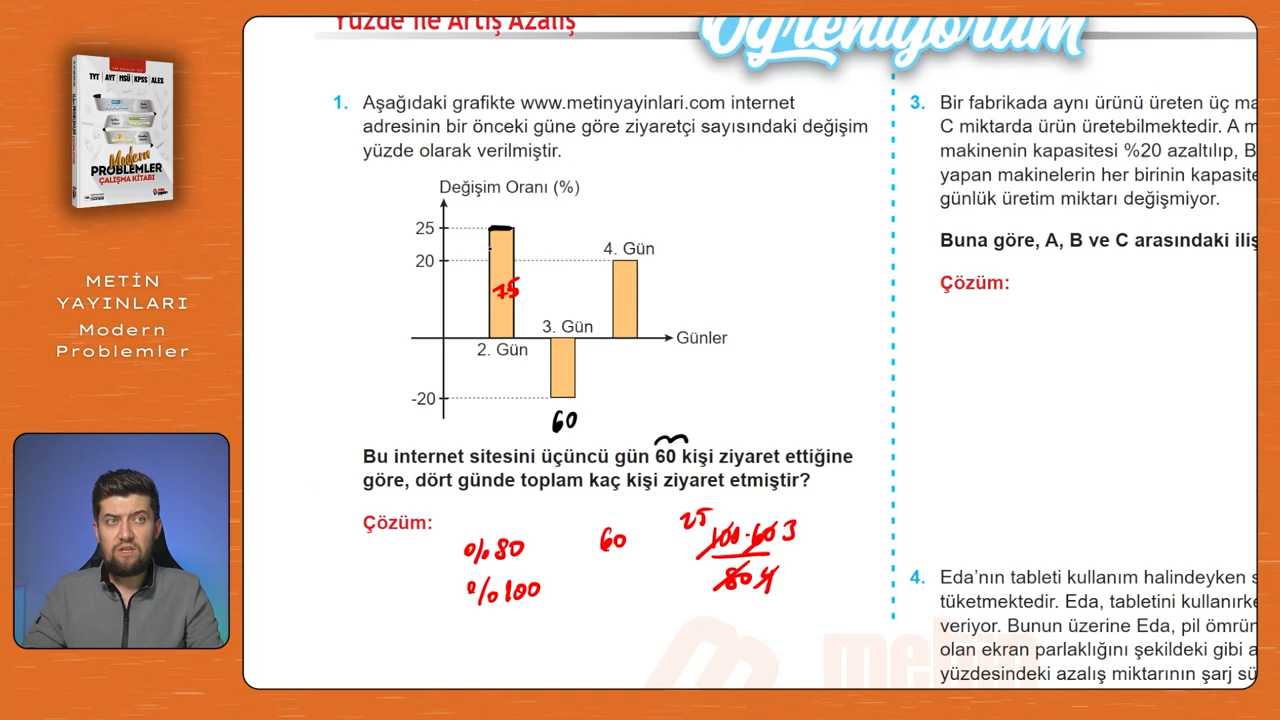 TYT AYT MSÜ KPSS ALES
Modern
PROBLEMLER
ÇALIŞMA KİTABI
METİN
YAYINLARI
Modern
Problemler
Yüzde ile Artış Azalış
Öğreniyorum
1. Aşağıdaki grafikte www.metinyayinlari.com internet
adresinin bir önceki güne göre ziyaretçi sayısındaki değişim
yüzde olarak verilmiştir.
Değişim Oranı (%)
25
20
-20
75
2. Gün
3. Gün
4. Gün
Günler
60
Bu internet sitesini üçüncü gün 60 kişi ziyaret ettiğine
göre, dört günde toplam kaç kişi ziyaret etmiştir?
Çözüm:
%80 60
%100
25
100·60 3
80 4
3. Bir fabrikada aynı ürünü üreten üç ma
C miktarda ürün üretebilmektedir. A m
makinenin kapasitesi %20 azaltılıp, B
yapan makinelerin her birinin kapasite
günlük üretim miktarı değişmiyor.
Buna göre, A, B ve C arasındaki iliş
Çözüm:
4. Eda'nın tableti kullanım halindeyken s
tüketmektedir. Eda, tabletini kullanırke
veriyor. Bunun üzerine Eda, pil ömrün
olan ekran parlaklığını şekildeki gibi a
yüzdesindeki azalış miktarının şarj sü
metin